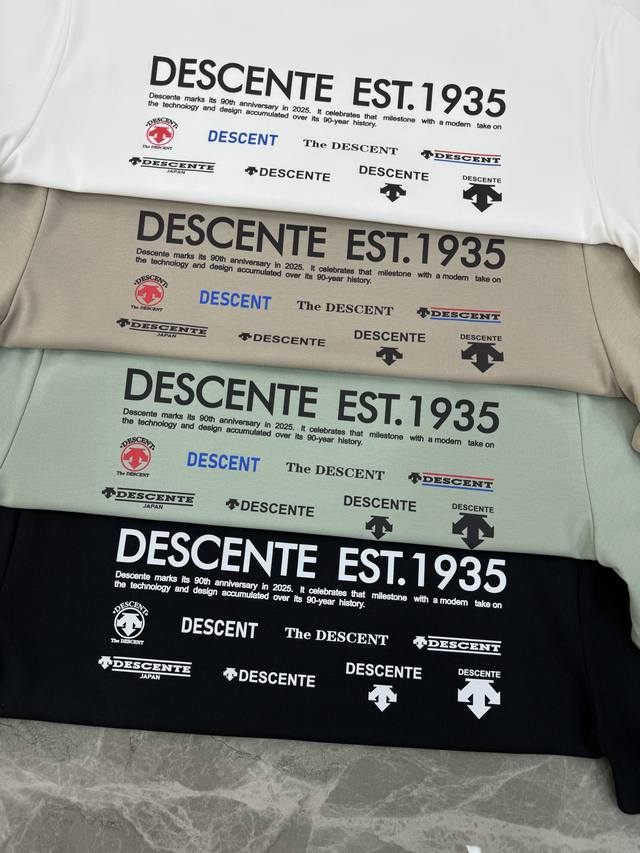 DESCENTE EST.1935
Descente marks its 90th anniversary in 2025. It celebrates that milestone with a modern take on
the technology and design accumulated over its 90-year history.
DESCENT
The DESCENT
DESCENT
The DESCENT
DESCENTE
DESCENTE
JAPAN
DESCENTE
DESCENTE
DESCENTE
DESCENTE EST.1935
Descente marks its 90th anniversary in 2025. It celebrates that milestone with a modern take on
the technology and design accumulated over its 90-year history.
DESCENT
The DESCENT
DESCENT
The DESCENT
DESCENTE
DESCENTE
JAPAN
DESCENTE
DESCENTE
DESCENTE
DESCENTE EST.1935
Descente marks its 90th anniversary in 2025. It celebrates that milestone with a modern take on
the technology and design accumulated over its 90-year history.
DESCENT
The DESCENT
DESCENT
The DESCENT
DESCENTE
DESCENTE
JAPAN
DESCENTE
DESCENTE
DESCENTE
DESCENTE EST.1935
Descente marks its 90th anniversary in 2025. It celebrates that milestone with a modern take on
the technology and design accumulated over its 90-year history.
DESCENT
The DESCENT
DESCENT
The DESCENT
DESCENTE
DESCENTE
JAPAN
DESCENTE
DESCENTE
DESCENTE